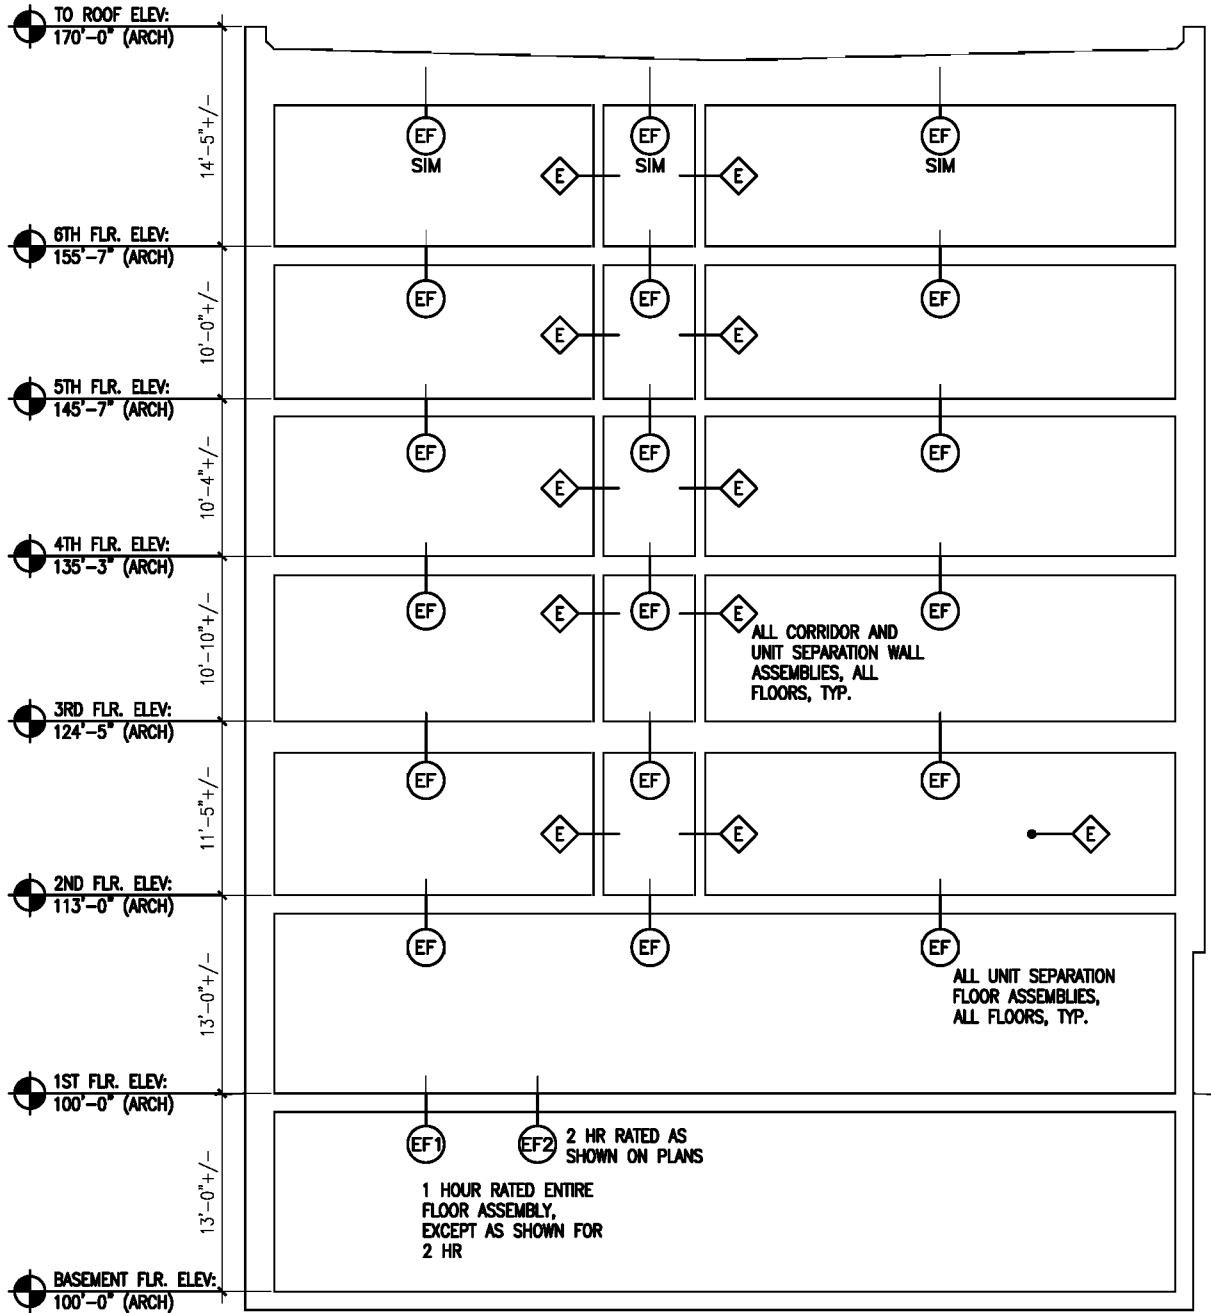 TO ROOF ELEV:
170'-0" (ARCH)
14'-5"+/-
EF
SIM
EF
SIM
EF
SIM
E
E
6TH FLR. ELEV:
155'-7" (ARCH)
10'-0"+/-
EF
EF
EF
E
E
5TH FLR. ELEV:
145'-7" (ARCH)
10'-4"+/-
EF
EF
EF
E
E
4TH FLR. ELEV:
135'-3" (ARCH)
10'-10"+/-
EF
E
EF
E
EF
ALL CORRIDOR AND
UNIT SEPARATION WALL
ASSEMBLIES, ALL
FLOORS, TYP.
3RD FLR. ELEV:
124'-5" (ARCH)
11'-5"+/-
EF
EF
EF
E
E
E
2ND FLR. ELEV:
113'-0" (ARCH)
13'-0"+/-
EF
EF
EF
ALL UNIT SEPARATION
FLOOR ASSEMBLIES,
ALL FLOORS, TYP.
1ST FLR. ELEV:
100'-0" (ARCH)
13'-0"+/-
EF1
EF2
2 HR RATED AS
SHOWN ON PLANS
1 HOUR RATED ENTIRE
FLOOR ASSEMBLY,
EXCEPT AS SHOWN FOR
2 HR
BASEMENT FLR. ELEV:
100'-0" (ARCH)